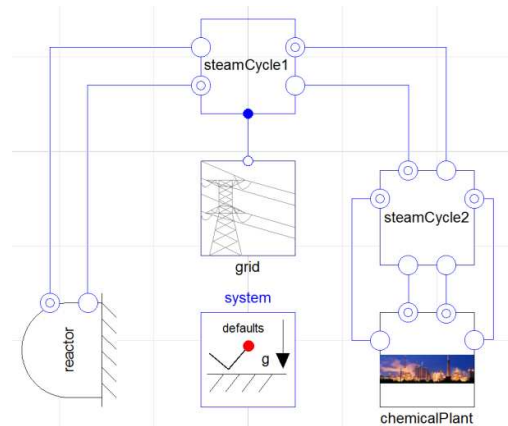 steamCycle1
steamCycle2
grid
system
defaults
g
reactor
chemicalPlant